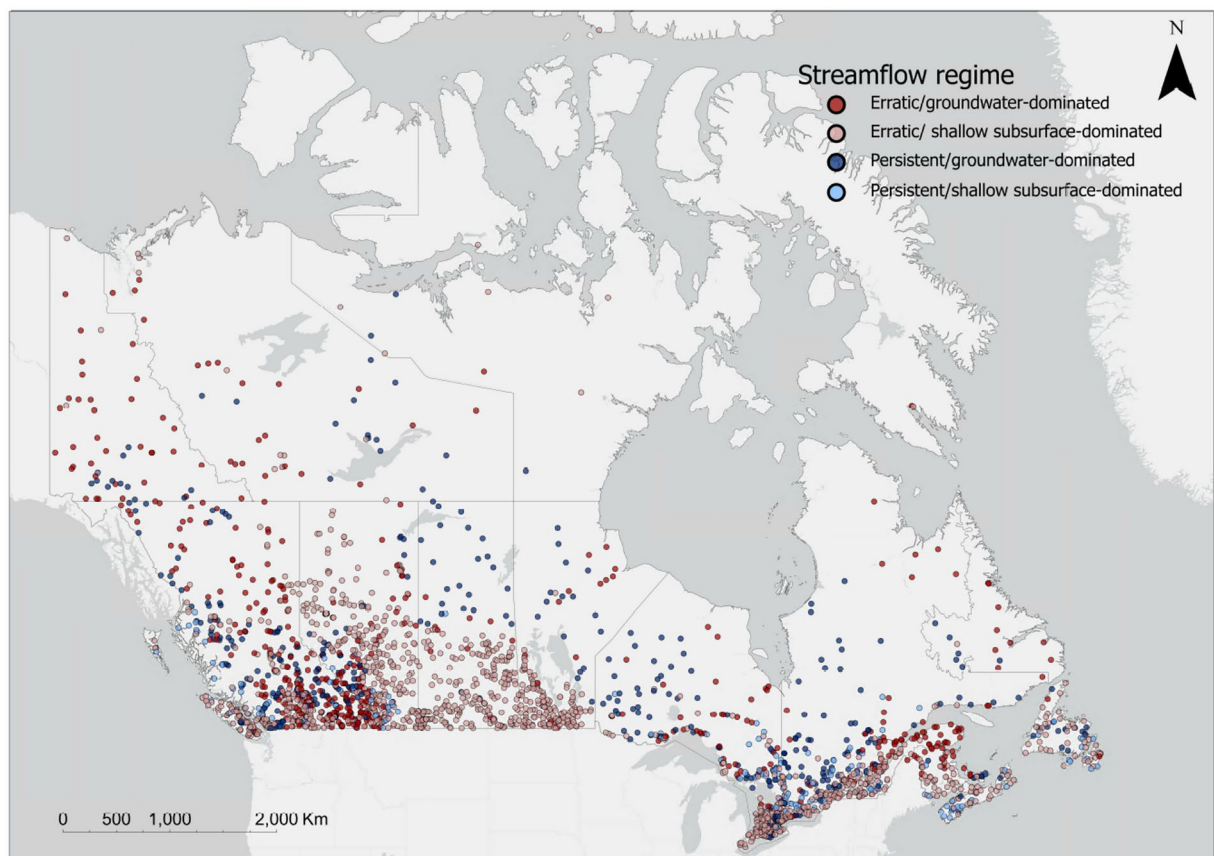 N
Streamflow regime
Erratic/groundwater-dominated
Erratic/ shallow subsurface-dominated
Persistent/groundwater-dominated
Persistent/shallow subsurface-dominated
0 500 1,000 2,000 Km